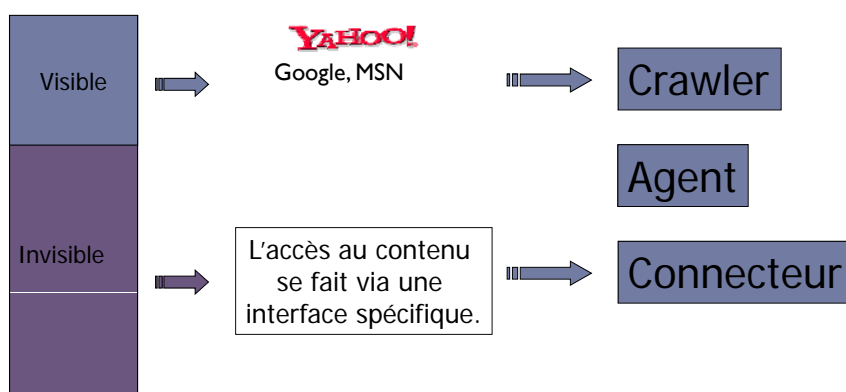 YAHOO!
Visible
Google, MSN
Crawler
Agent
Invisible
L'accès au contenu
se fait via une
interface spécifique.
Connecteur